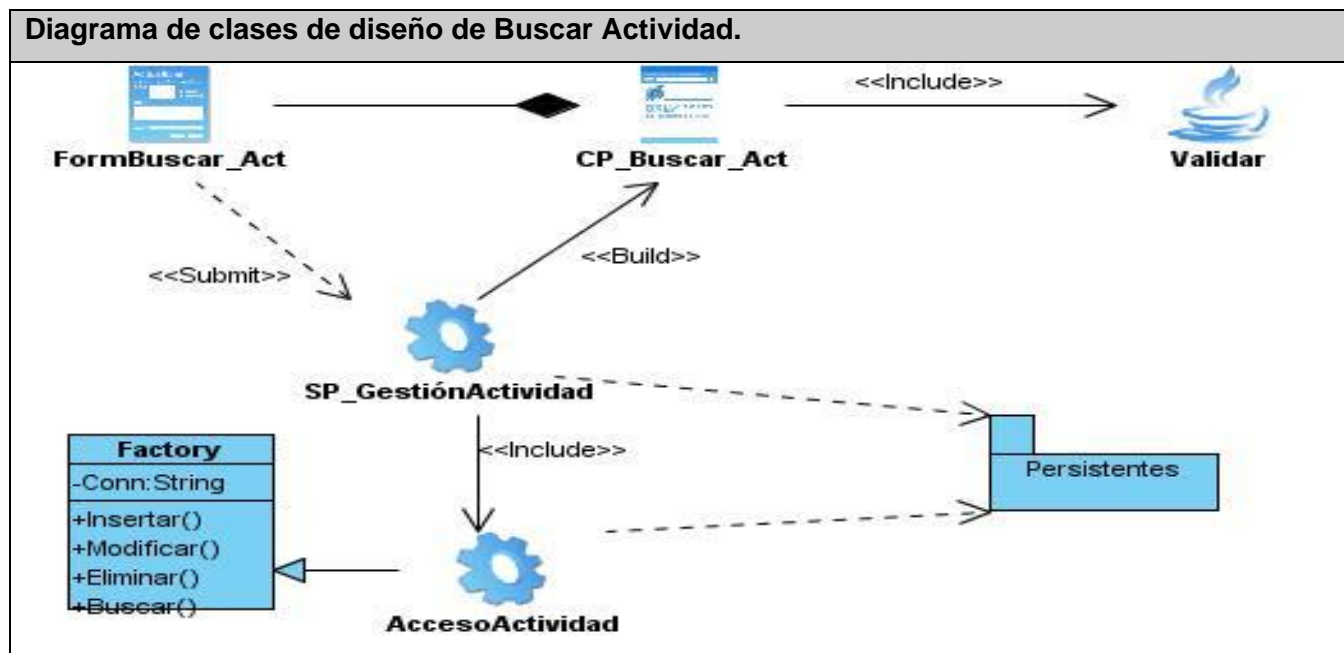 Diagrama de clases de diseño de Buscar Actividad.
<<Include>>
FormBuscar_Act
CP_Buscar_Act
Validar
<<Build>>
<<Submit>>
SP_GestiónActividad
Factory
<<Include>>
Persistentes
-Conn:String
+Insertar()
+Modificar()
+Eliminar()
+Buscar()
AccesoActividad